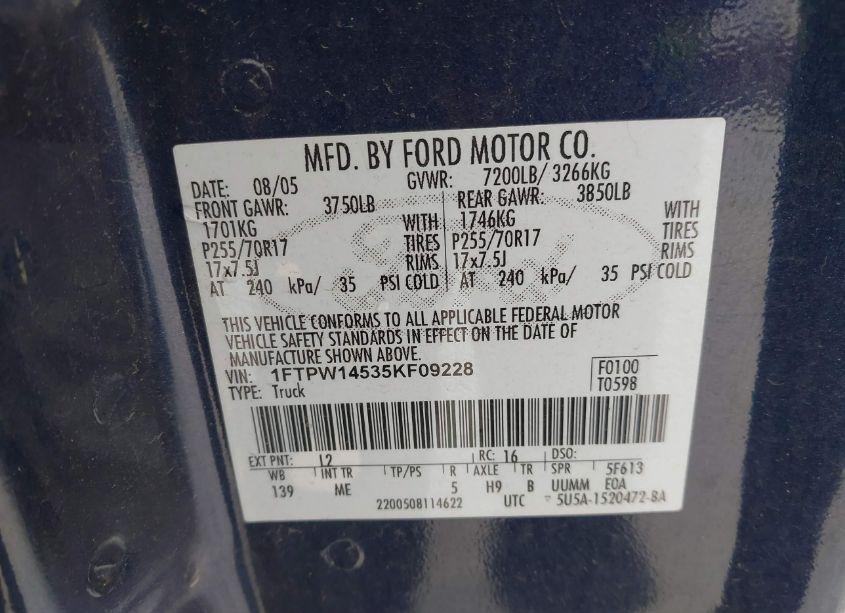 MFD. BY FORD MOTOR CO.
DATE: 08/05 GVWR: 7200LB/ 3266KG
FRONT GAWR: 3750LB REAR GAWR: 3850LB
1701KG WITH 1746KG WITH
P255/70R17 TIRES P255/70R17 TIRES
17x7.5J RIMS 17x7.5J RIMS
AT 240 kPa/ 35 PSI COLD AT 240 kPa/ 35 PSI COLD
Ford
THIS VEHICLE CONFORMS TO ALL APPLICABLE FEDERAL MOTOR
VEHICLE SAFETY STANDARDS IN EFFECT ON THE DATE OF
MANUFACTURE SHOWN ABOVE.
VIN: 1FTPW14535KF09228 F0100
TYPE: Truck T0598
EXT PNT: L2 RC: 16 DSO:
WB INT TR TP/PS R AXLE TR SPR 5F613
139 ME 5 H9 B UUMM EOA
2200508114622 UTC 5U5A-1520472-BA